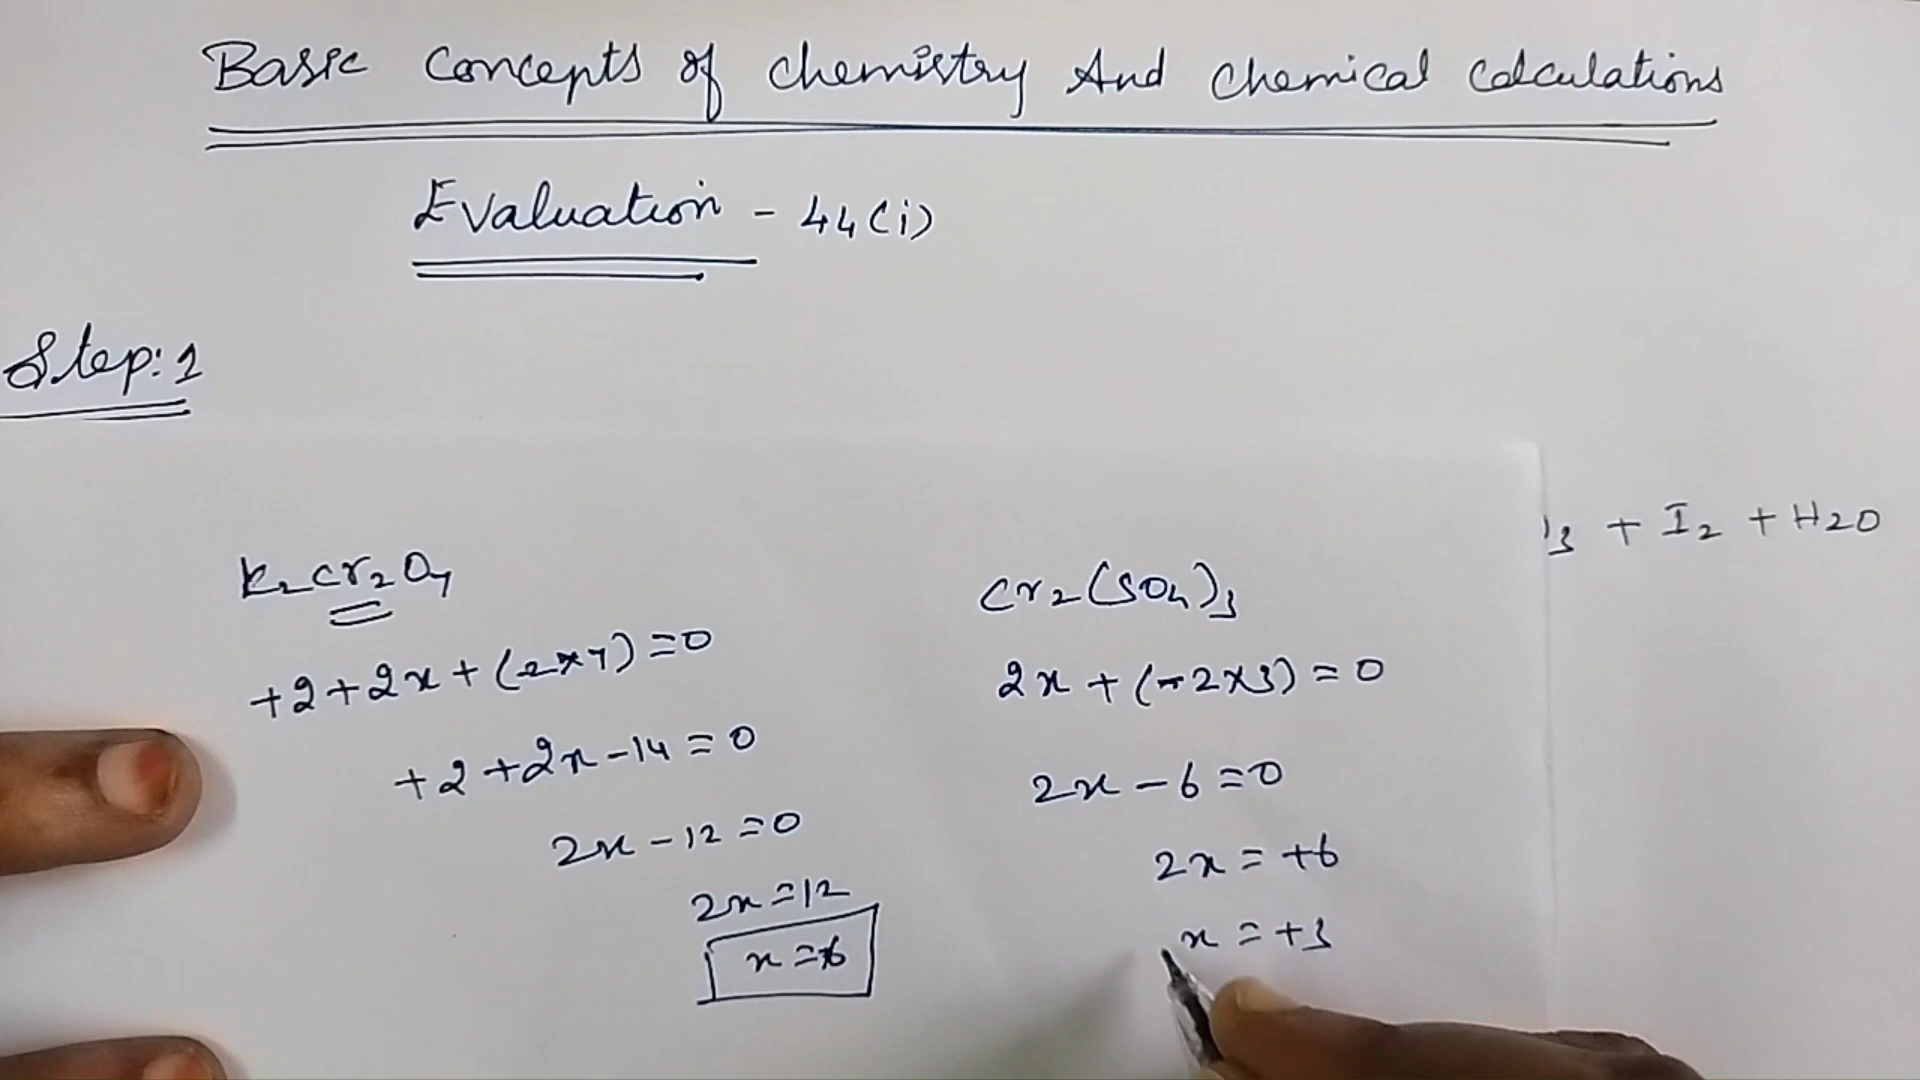 Basic Concepts of chemistry And Chemical Calculations
Evaluation - 44(i)
Step: 1
3 + I2 + H2O
K2Cr2O7
+2+2x+(-2×7)=0
+2+2x-14=0
2x-12=0
2x=12
x=+6
Cr2(SO4)3
2x+(-2×3)=0
2x-6=0
2x=+6
x=+3